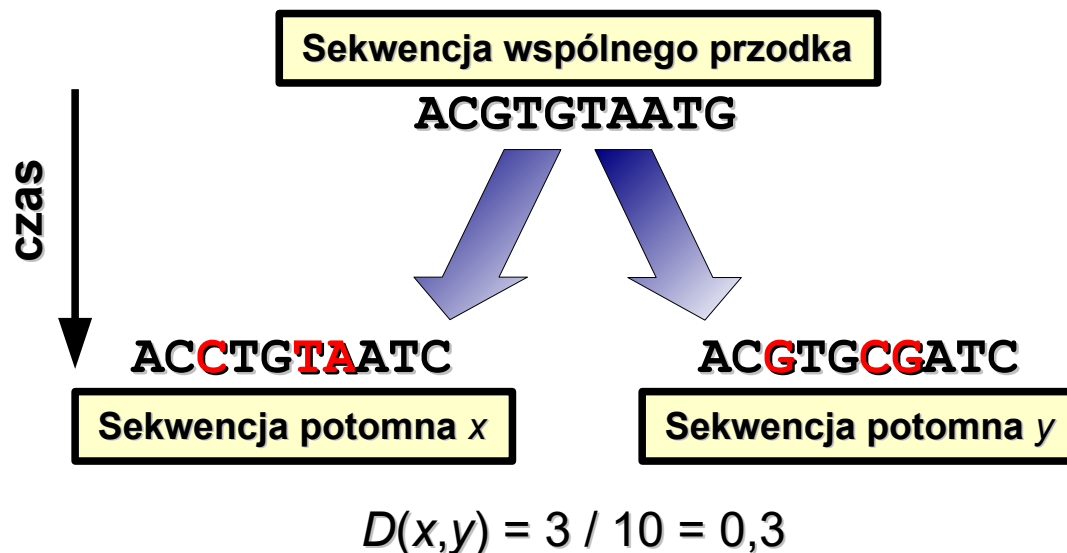 Sekwencja wspólnego przodka
ACGTGTAATG
czas
ACCTGTAATC
ACGTGCGATC
Sekwencja potomna x
Sekwencja potomna y
D(x,y) = 3 / 10 = 0,3